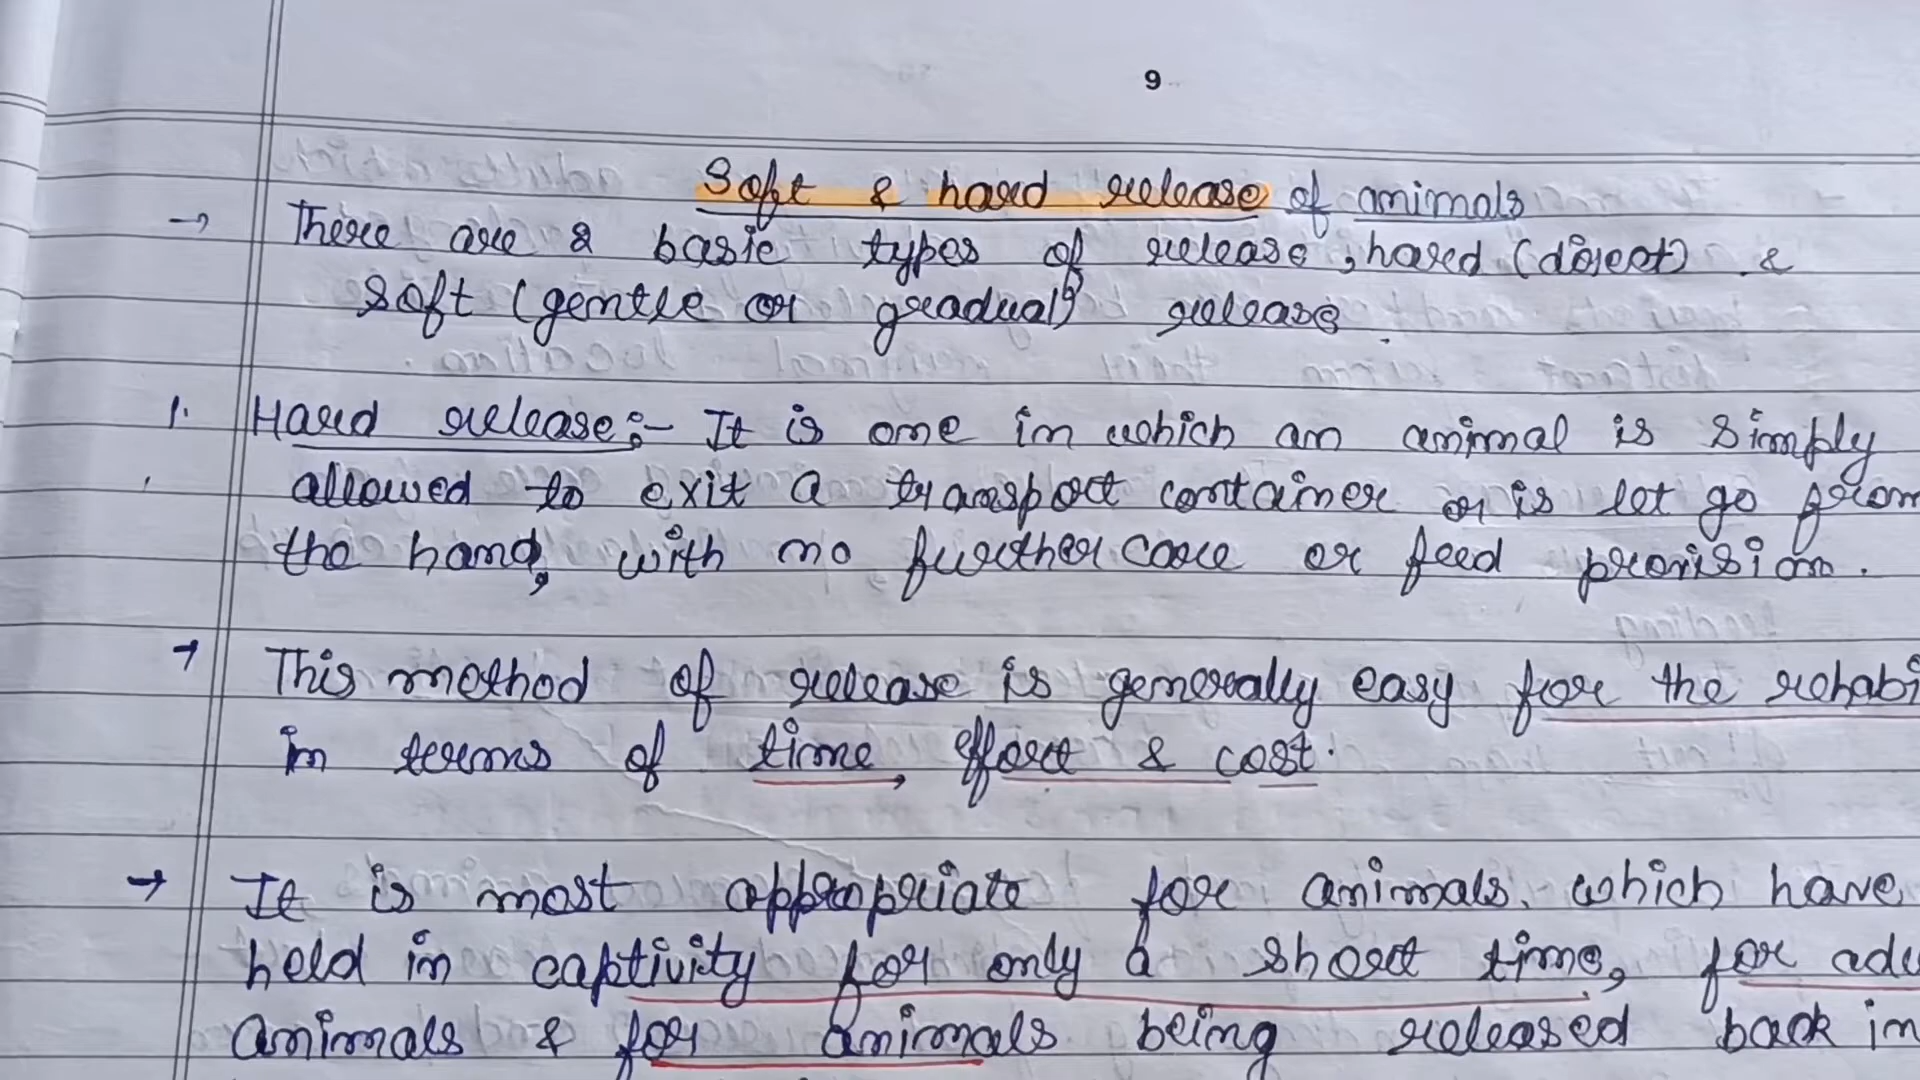 9
Soft & hard release of animals
→ There are 2 basic types of release, hard (direct) &
soft (gentle or gradual) release.
1. Hard release:- It is one in which an animal is simply
allowed to exit a transport container or is let go from
the hand, with no further care or feed provision.
→ This method of release is generally easy for the rehabi
in terms of time, effort & cost.
→ It is most appropriate for animals. which have
held in captivity for only a short time, for adu
animals & for animals being released back in